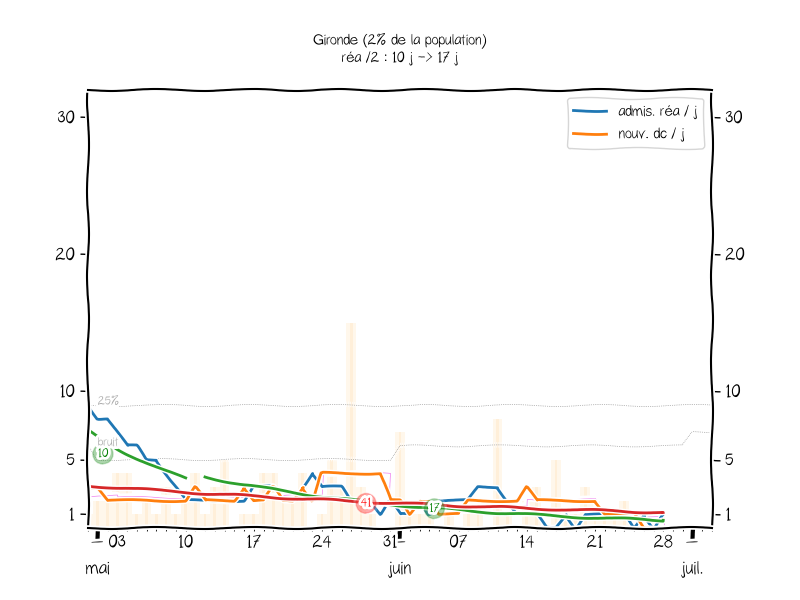 Gironde (2% de la population)
réa /2 : 10 j -> 17 j
admis. réa / j
nouv. dc / j
30
30
20
20
10
10
25%
bruit
10
5
5
41
17
1
1
03
10
17
24
31
07
14
21
28
mai
juin
juil.